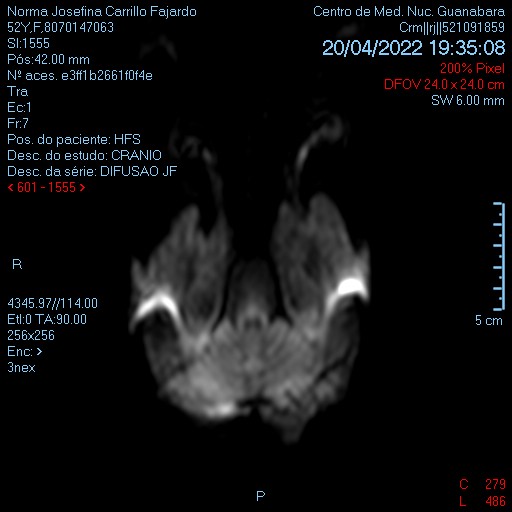 Norma Josefina Carrillo Fajardo
52Y,F,8070147063
Sl:1555
Pós:42.00 mm
Nº aces. e3ff1b2661f0f4e
Tra
Ec:1
Fr:7
Pos. do paciente: HFS
Desc. do estudo: CRANIO
Desc. da série: DIFUSAO JF
< 601 - 1555 >
Centro de Med. Nuc. Guanabara
Crm||rj||521091859
20/04/2022 19:35:08
200% Pixel
DFOV 24.0 x 24.0 cm
SW 6.00 mm
R
5 cm
4345.97//114.00
Etl:0 TA:90.00
256x256
Enc: >
3nex
P
C 279
L 486